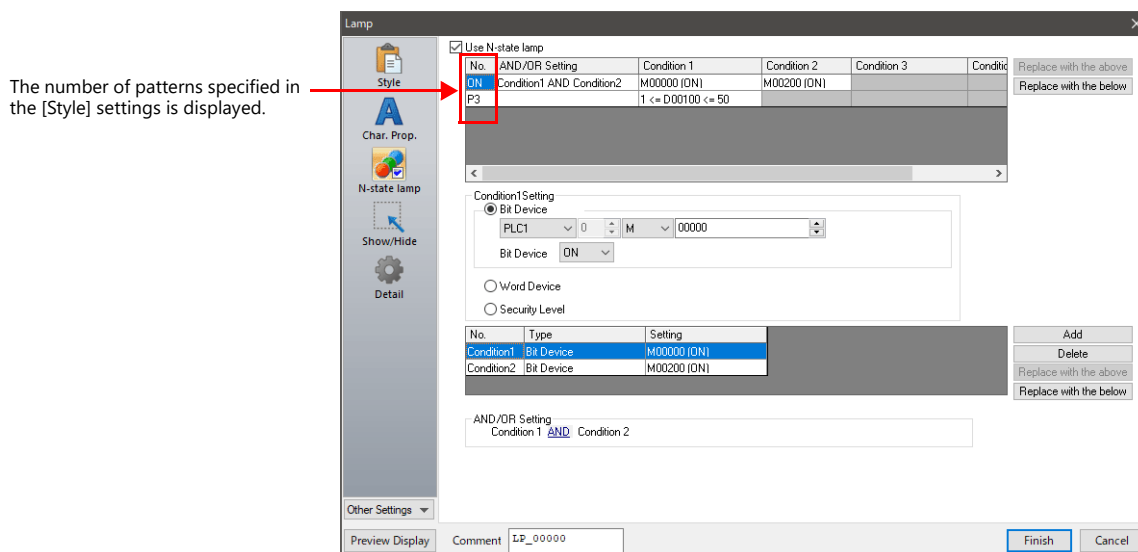 Lamp
The number of patterns specified in
the [Style] settings is displayed.
Style
Char. Prop.
N-state lamp
Show/Hide
Detail
Other Settings
Preview Display
Use N-state lamp
No. AND/OR Setting Condition 1 Condition 2 Condition 3 Conditic
ON Condition1 AND Condition2 M00000 (ON) M00200 (ON)
P3 1 <= D00100 <= 50
Replace with the above
Replace with the below
Condition1Setting
Bit Device
PLC1 0 M 00000
Bit Device ON
Word Device
Security Level
No. Type Setting
Condition1 Bit Device M00000 (ON)
Condition2 Bit Device M00200 (ON)
Add
Delete
Replace with the above
Replace with the below
AND/OR Setting
Condition 1 AND Condition 2
Comment LP_00000
Finish Cancel